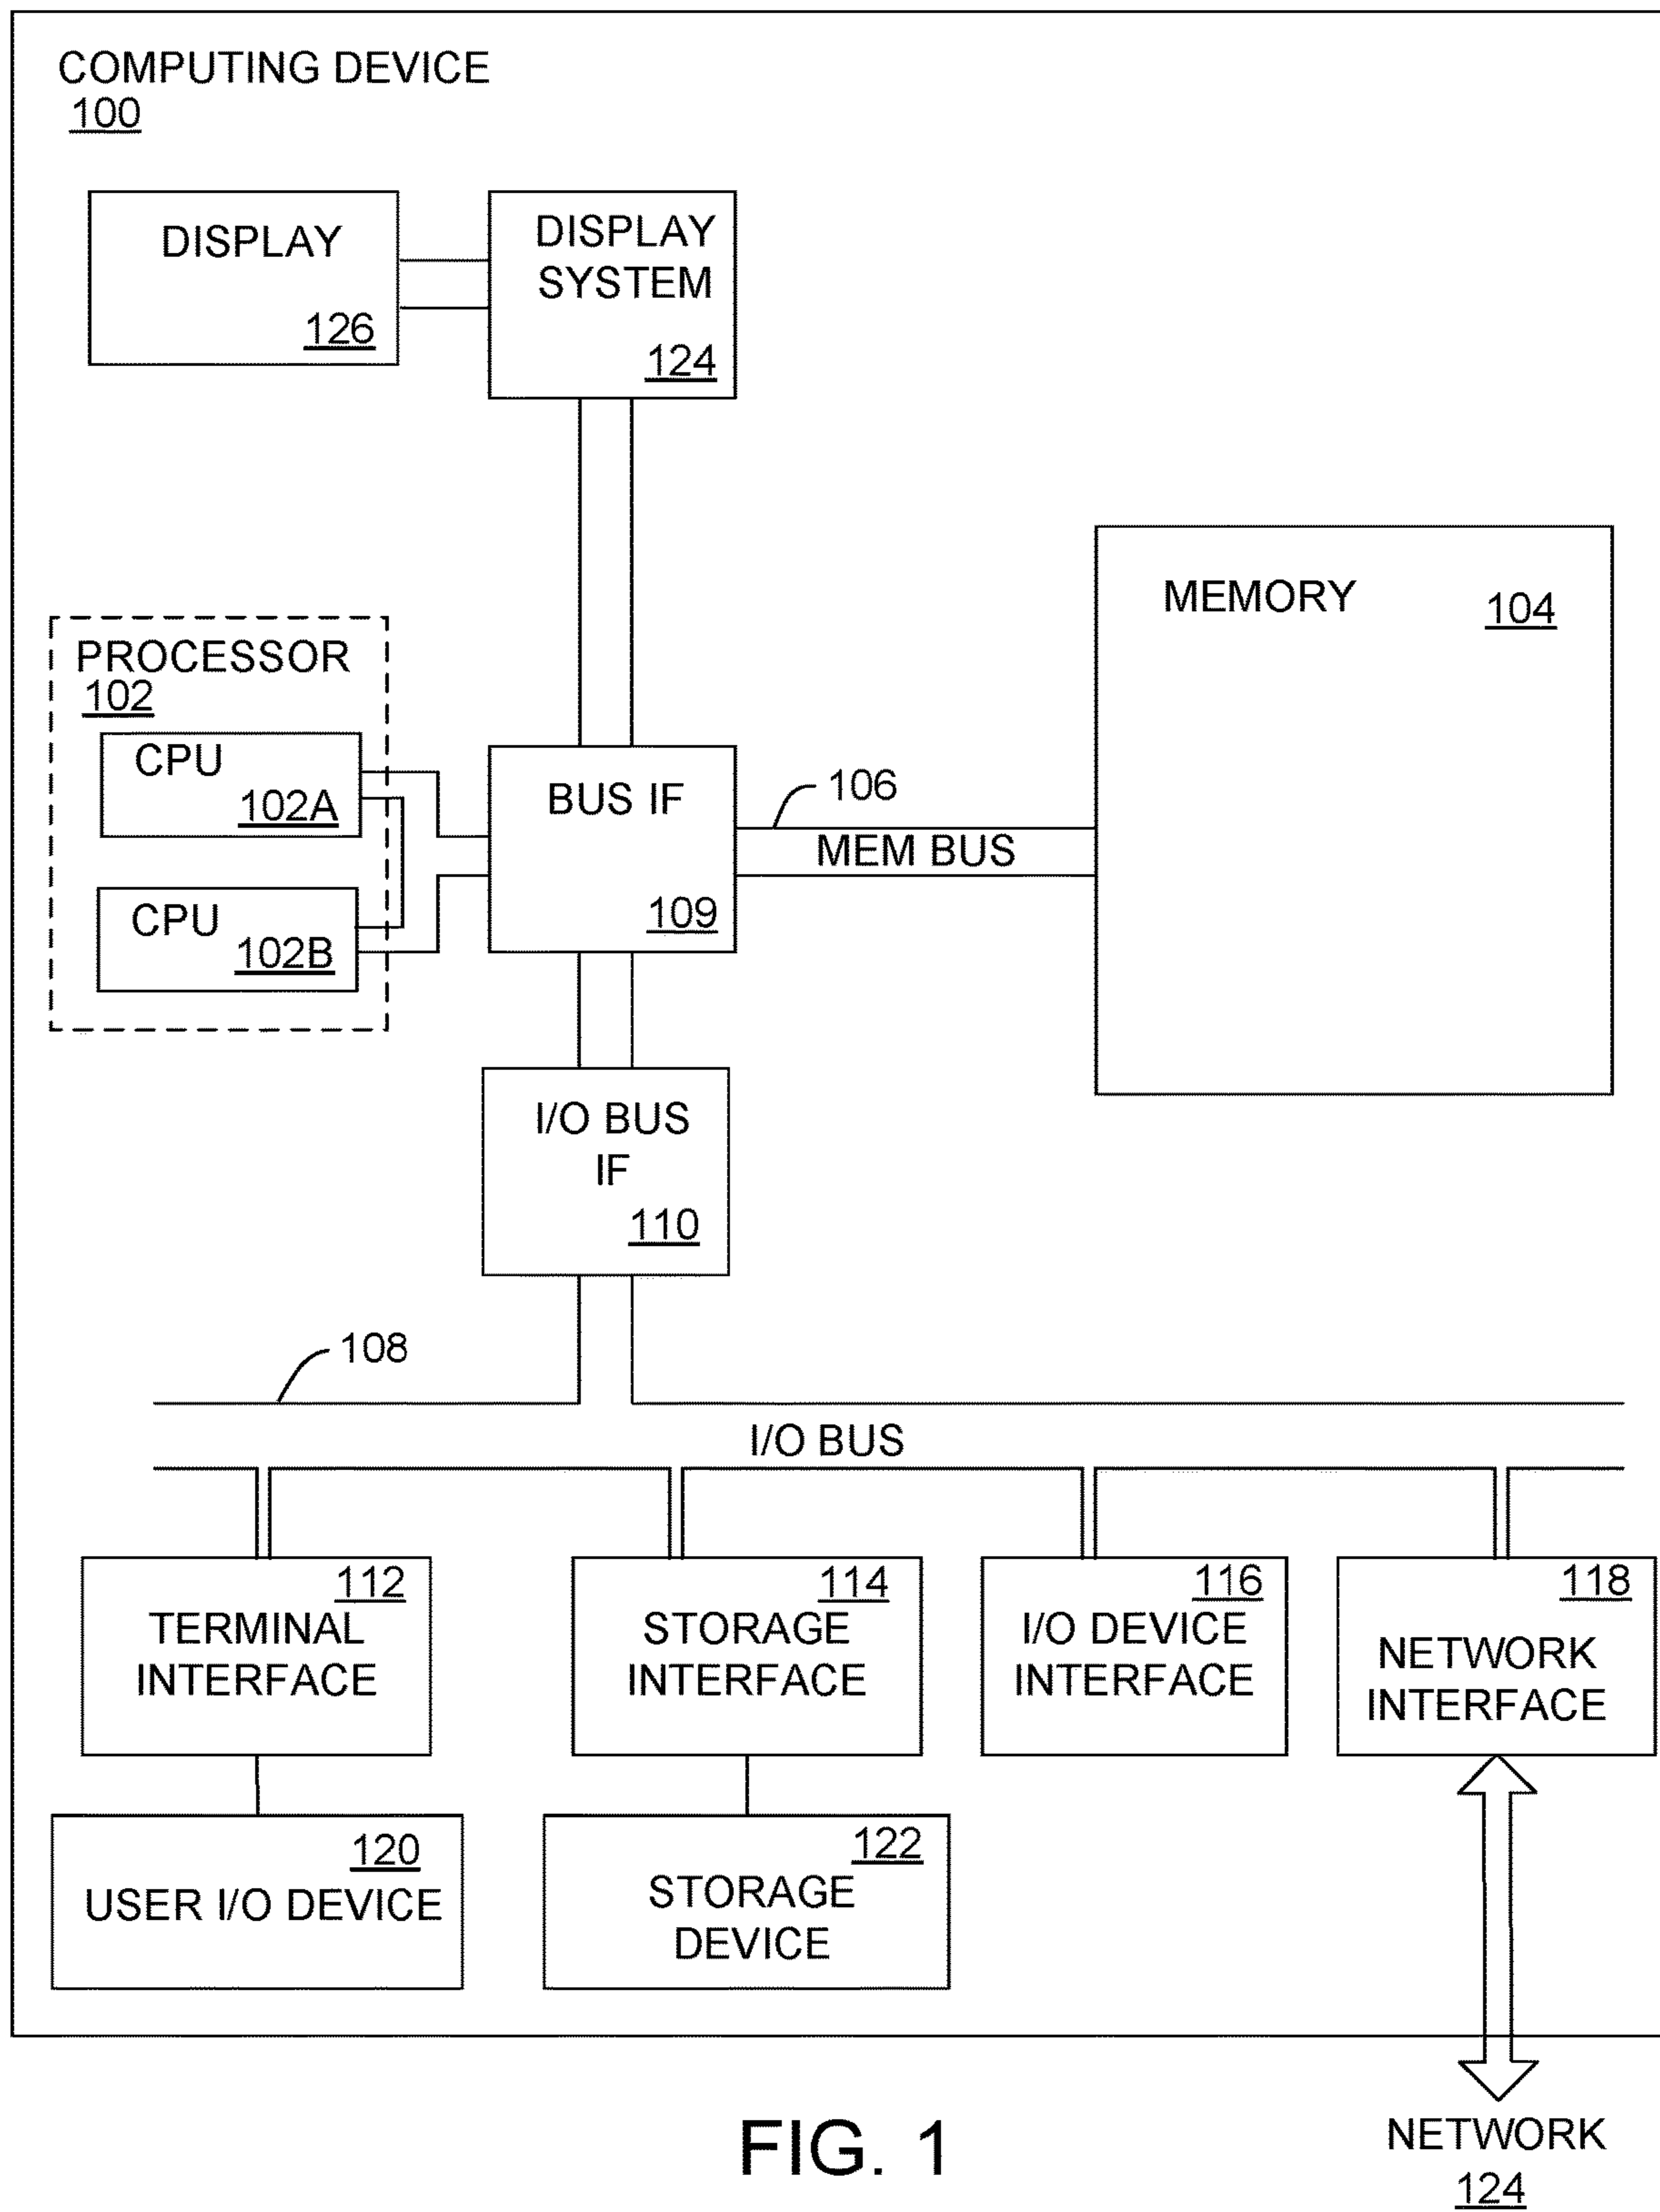 COMPUTING DEVICE
100
DISPLAY
126
DISPLAY
SYSTEM
124
MEMORY
104
PROCESSOR
102
CPU
102A
CPU
102B
BUS IF
109
106
MEM BUS
I/O BUS
IF
110
108
I/O BUS
112
TERMINAL
INTERFACE
114
STORAGE
INTERFACE
116
I/O DEVICE
INTERFACE
118
NETWORK
INTERFACE
120
USER I/O DEVICE
122
STORAGE
DEVICE
NETWORK
124
FIG. 1